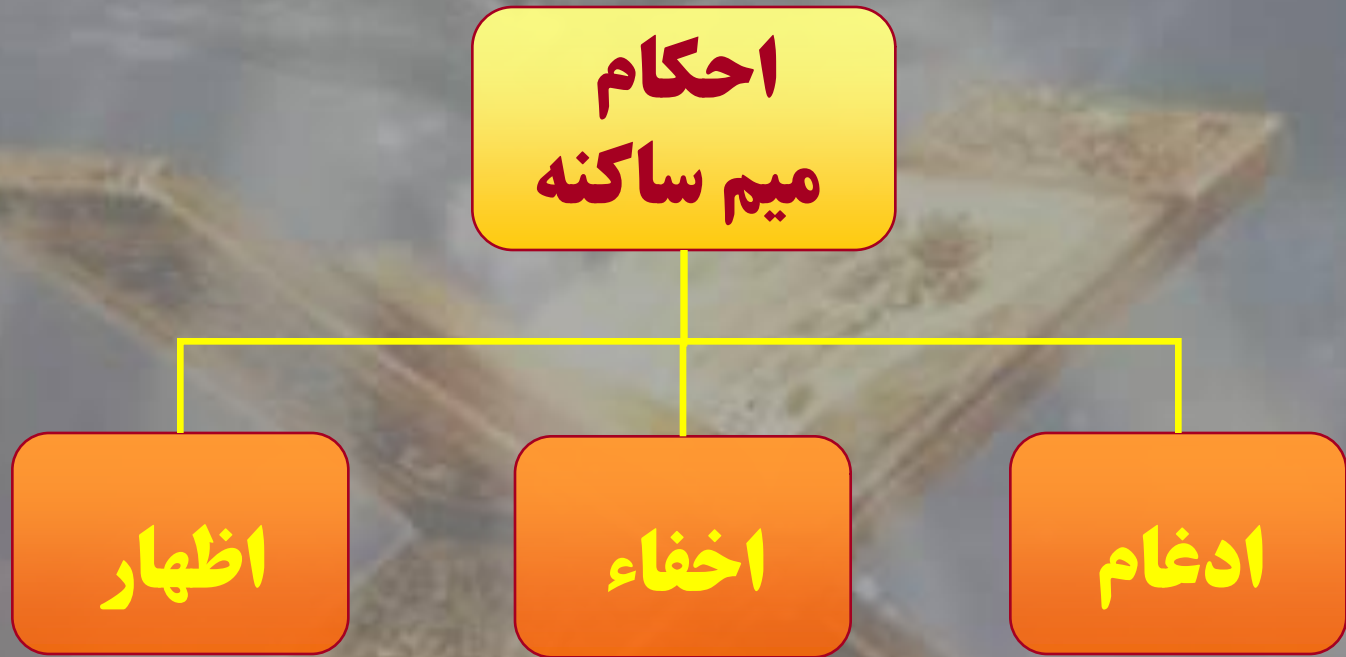 احکام
میم ساکنه
ادغام
اخفاء
اظهار